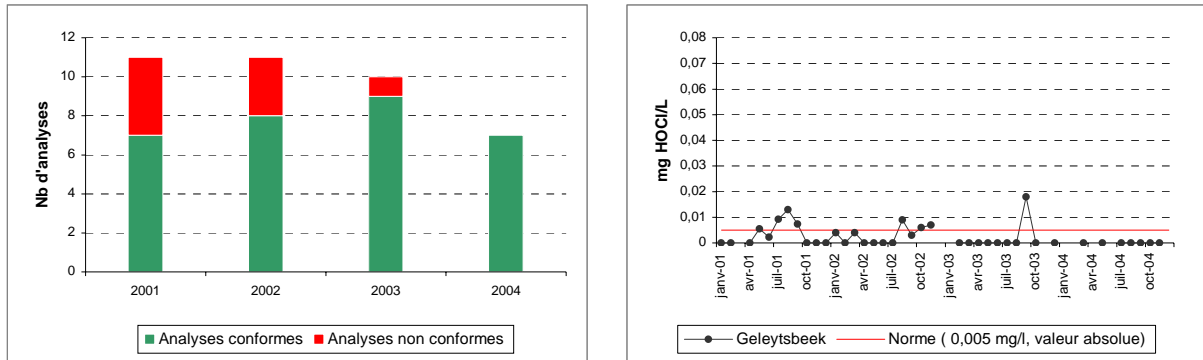 12
10
8
6
4
2
0
Nb d'analyses
2001 2002 2003 2004
Analyses conformes Analyses non conformes
0,08
0,07
0,06
0,05
0,04
0,03
0,02
0,01
0
mg HOCl/L
janv-01 avr-01 juil-01 oct-01 janv-02 avr-02 juil-02 oct-02 janv-03 avr-03 juil-03 oct-03 janv-04 avr-04 juil-04 oct-04
Geleytsbeek Norme ( 0,005 mg/l, valeur absolue)